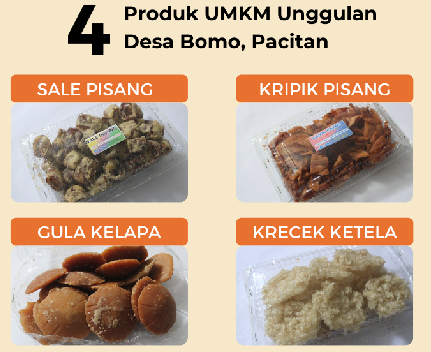 4 Produk UMKM Unggulan
Desa Bomo, Pacitan
SALE PISANG
KRIPIK PISANG
GULA KELAPA
KRECEK KETELA